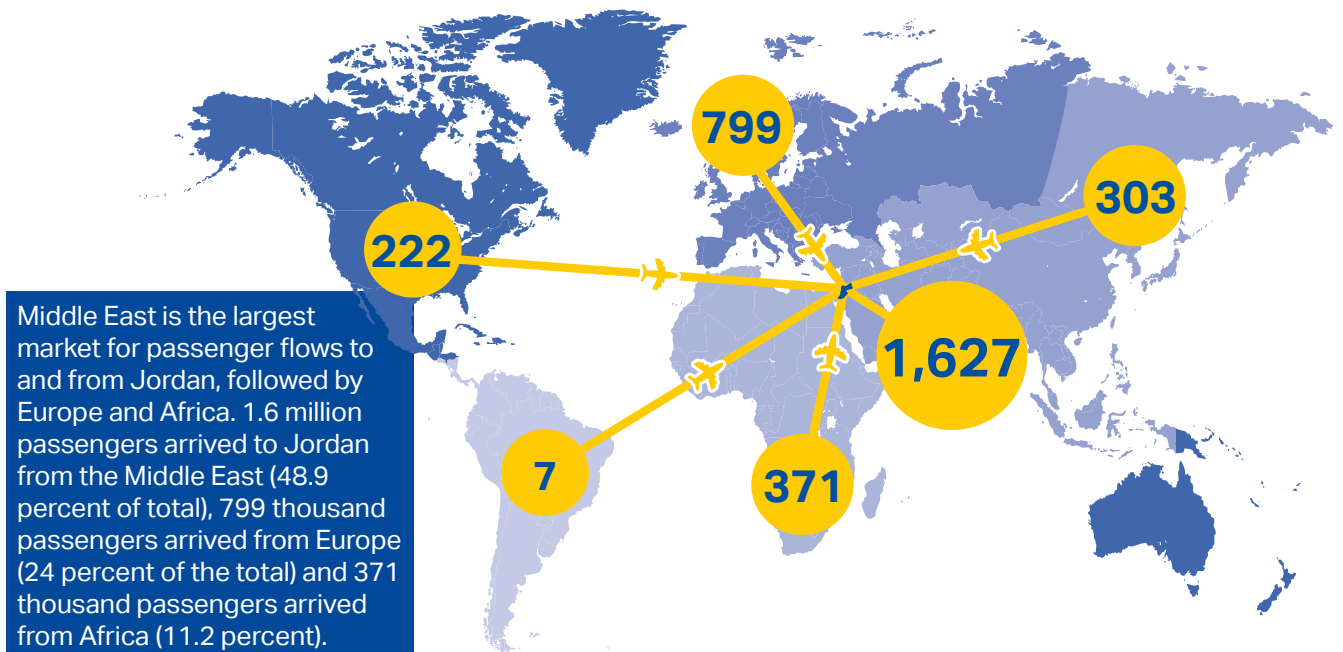 799
303
222
Middle East is the largest
market for passenger flows to
and from Jordan, followed by
Europe and Africa. 1.6 million
passengers arrived to Jordan
from the Middle East (48.9
percent of total), 799 thousand
passengers arrived from Europe
(24 percent of the total) and 371
thousand passengers arrived
from Africa (11.2 percent).
1,627
7
371